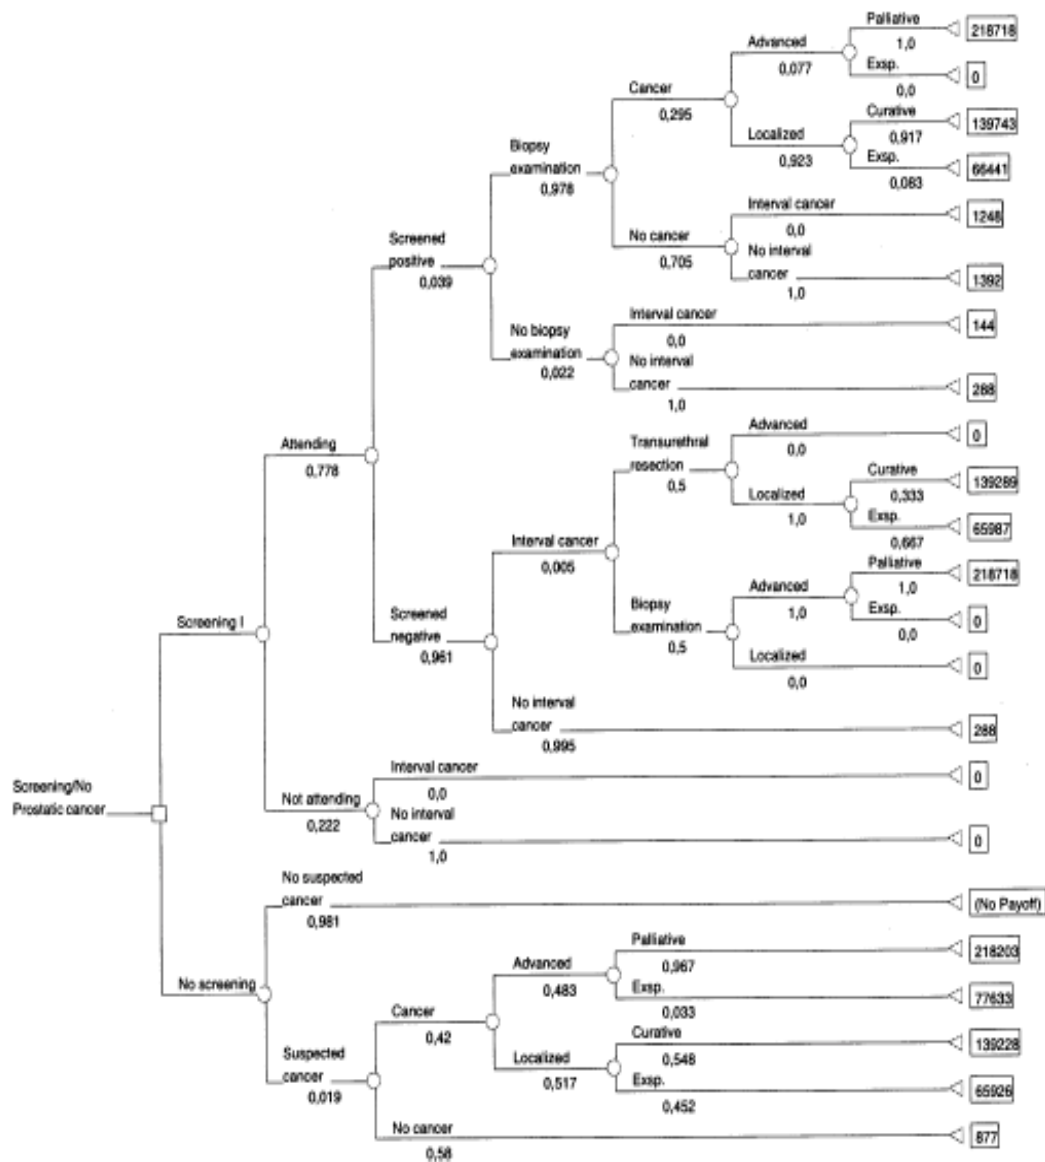 Palliative
218718
Advanced
1,0
0,077
Exsp.
0
Cancer
0,0
0,295
Curative
139743
Localized
0,917
Biopsy
0,923
Exsp.
66441
examination
0,083
0,978
Interval cancer
1248
0,0
Screened
No cancer
No interval
positive
0,705
cancer
1392
0,039
1,0
Interval cancer
144
No biopsy
0,0
examination
No interval
0,022
cancer
288
1,0
Advanced
0
Attending
Transurethral
0,0
0,778
resection
Curative
139289
0,5
Localized
0,333
1,0
Exsp.
65987
Interval cancer
0,667
0,005
Palliative
218718
Advanced
1,0
Screened
Biopsy
1,0
Exsp.
0
Screening I
negative
examination
0,0
0,961
0,5
Localized
0
0,0
No interval
cancer
288
0,995
Interval cancer
0
Screening/No
0,0
Prostatic cancer
Not attending
No interval
0,222
cancer
0
1,0
No suspected
cancer
(No Payoff)
0,981
Palliative
218203
Advanced
0,967
No screening
0,483
Exsp.
77633
Cancer
0,033
0,42
Curative
139228
Suspected
Localized
0,548
cancer
0,517
Exsp.
65926
0,019
0,452
No cancer
877
0,58